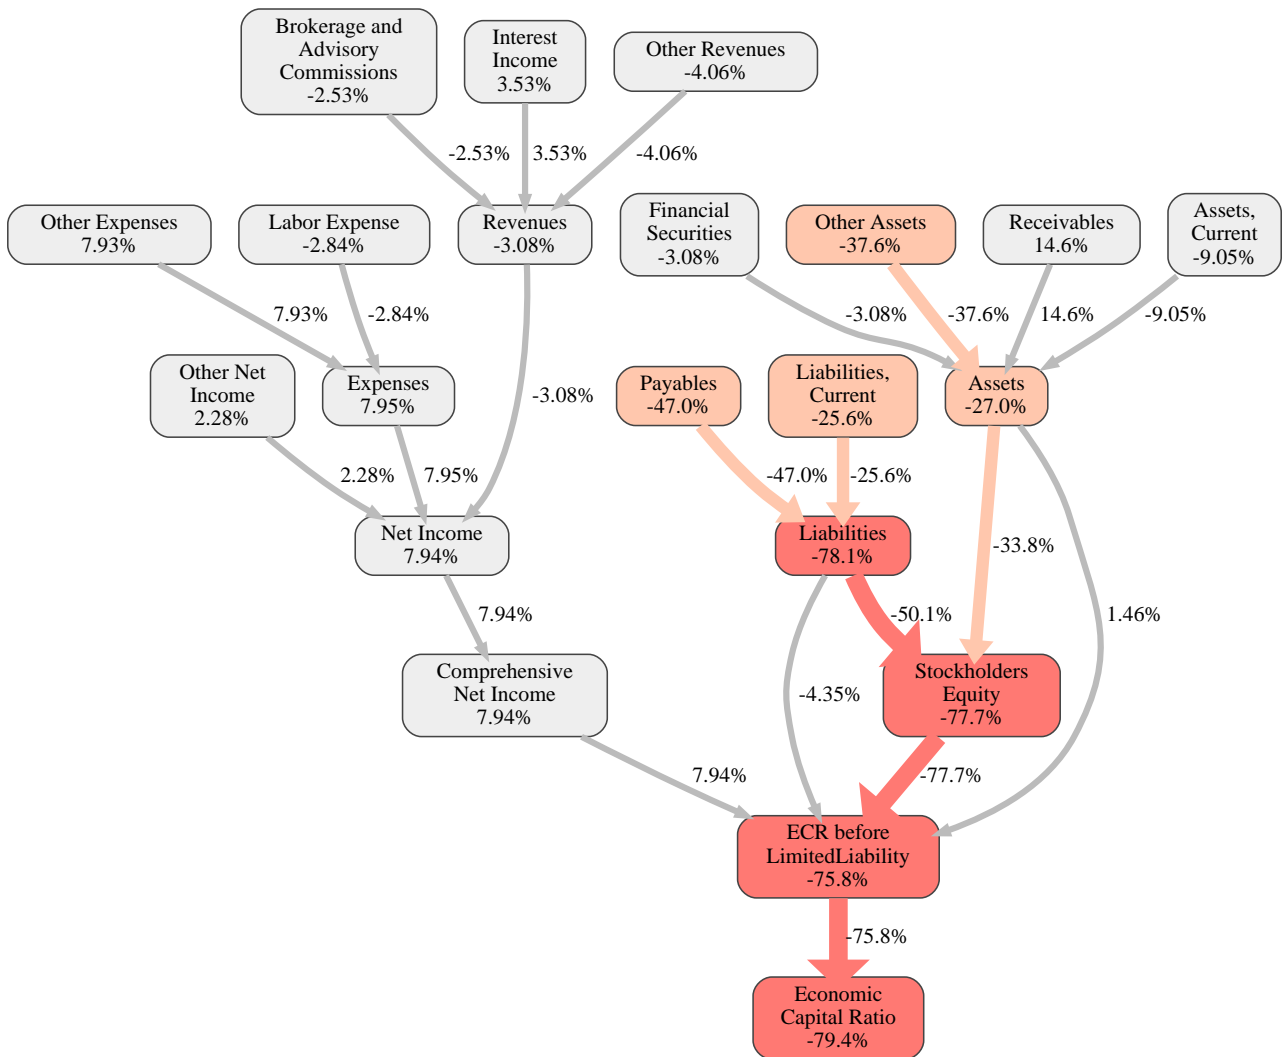 Brokerage and
Advisory
Commissions
-2.53%
Interest
Income
3.53%
Other Revenues
-4.06%
-2.53%
3.53%
-4.06%
Other Expenses
7.93%
Labor Expense
-2.84%
Revenues
-3.08%
Financial
Securities
-3.08%
Other Assets
-37.6%
Receivables
14.6%
Assets,
Current
-9.05%
7.93%
-2.84%
-3.08%
-37.6%
14.6%
-9.05%
Other Net
Income
2.28%
Expenses
7.95%
-3.08%
Payables
-47.0%
Liabilities,
Current
-25.6%
Assets
-27.0%
2.28%
7.95%
-47.0%
-25.6%
Net Income
7.94%
Liabilities
-78.1%
-33.8%
7.94%
-50.1%
1.46%
Comprehensive
Net Income
7.94%
-4.35%
Stockholders
Equity
-77.7%
7.94%
-77.7%
ECR before
LimitedLiability
-75.8%
-75.8%
Economic
Capital Ratio
-79.4%